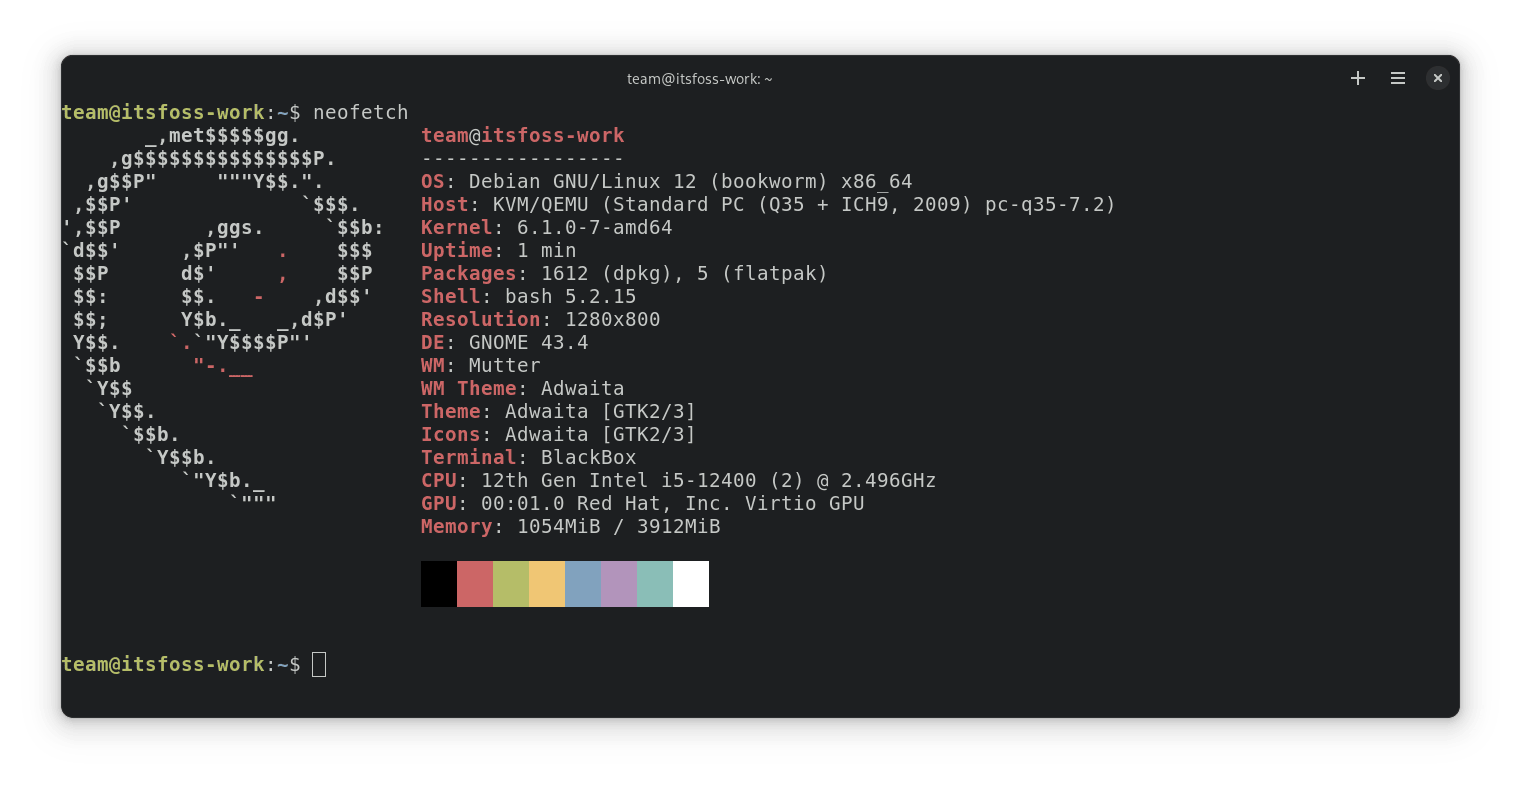 team@itsfoss-work: ~
team@itsfoss-work:~$ neofetch
       _,met$$$$$gg.          team@itsfoss-work
    ,g$$$$$$$$$$$$$$$P.       -----------------
  ,g$$P"     """Y$$.".        OS: Debian GNU/Linux 12 (bookworm) x86_64
 ,$$P'              `$$$.     Host: KVM/QEMU (Standard PC (Q35 + ICH9, 2009) pc-q35-7.2)
',$$P       ,ggs.     `$$b:   Kernel: 6.1.0-7-amd64
`d$$'     ,$P"'   .    $$$    Uptime: 1 min
 $$P      d$'     ,    $$P    Packages: 1612 (dpkg), 5 (flatpak)
 $$:      $$.   -    ,d$$'    Shell: bash 5.2.15
 $$;      Y$b._   _,d$P'      Resolution: 1280x800
 Y$$.    `.`"Y$$$$P"'         DE: GNOME 43.4
 `$$b      "-.__              WM: Mutter
  `Y$$                        WM Theme: Adwaita
   `Y$$.                      Theme: Adwaita [GTK2/3]
     `$$b.                    Icons: Adwaita [GTK2/3]
       `Y$$b.                 Terminal: BlackBox
          `"Y$b._             CPU: 12th Gen Intel i5-12400 (2) @ 2.496GHz
              `"""            GPU: 00:01.0 Red Hat, Inc. Virtio GPU
                              Memory: 1054MiB / 3912MiB
team@itsfoss-work:~$